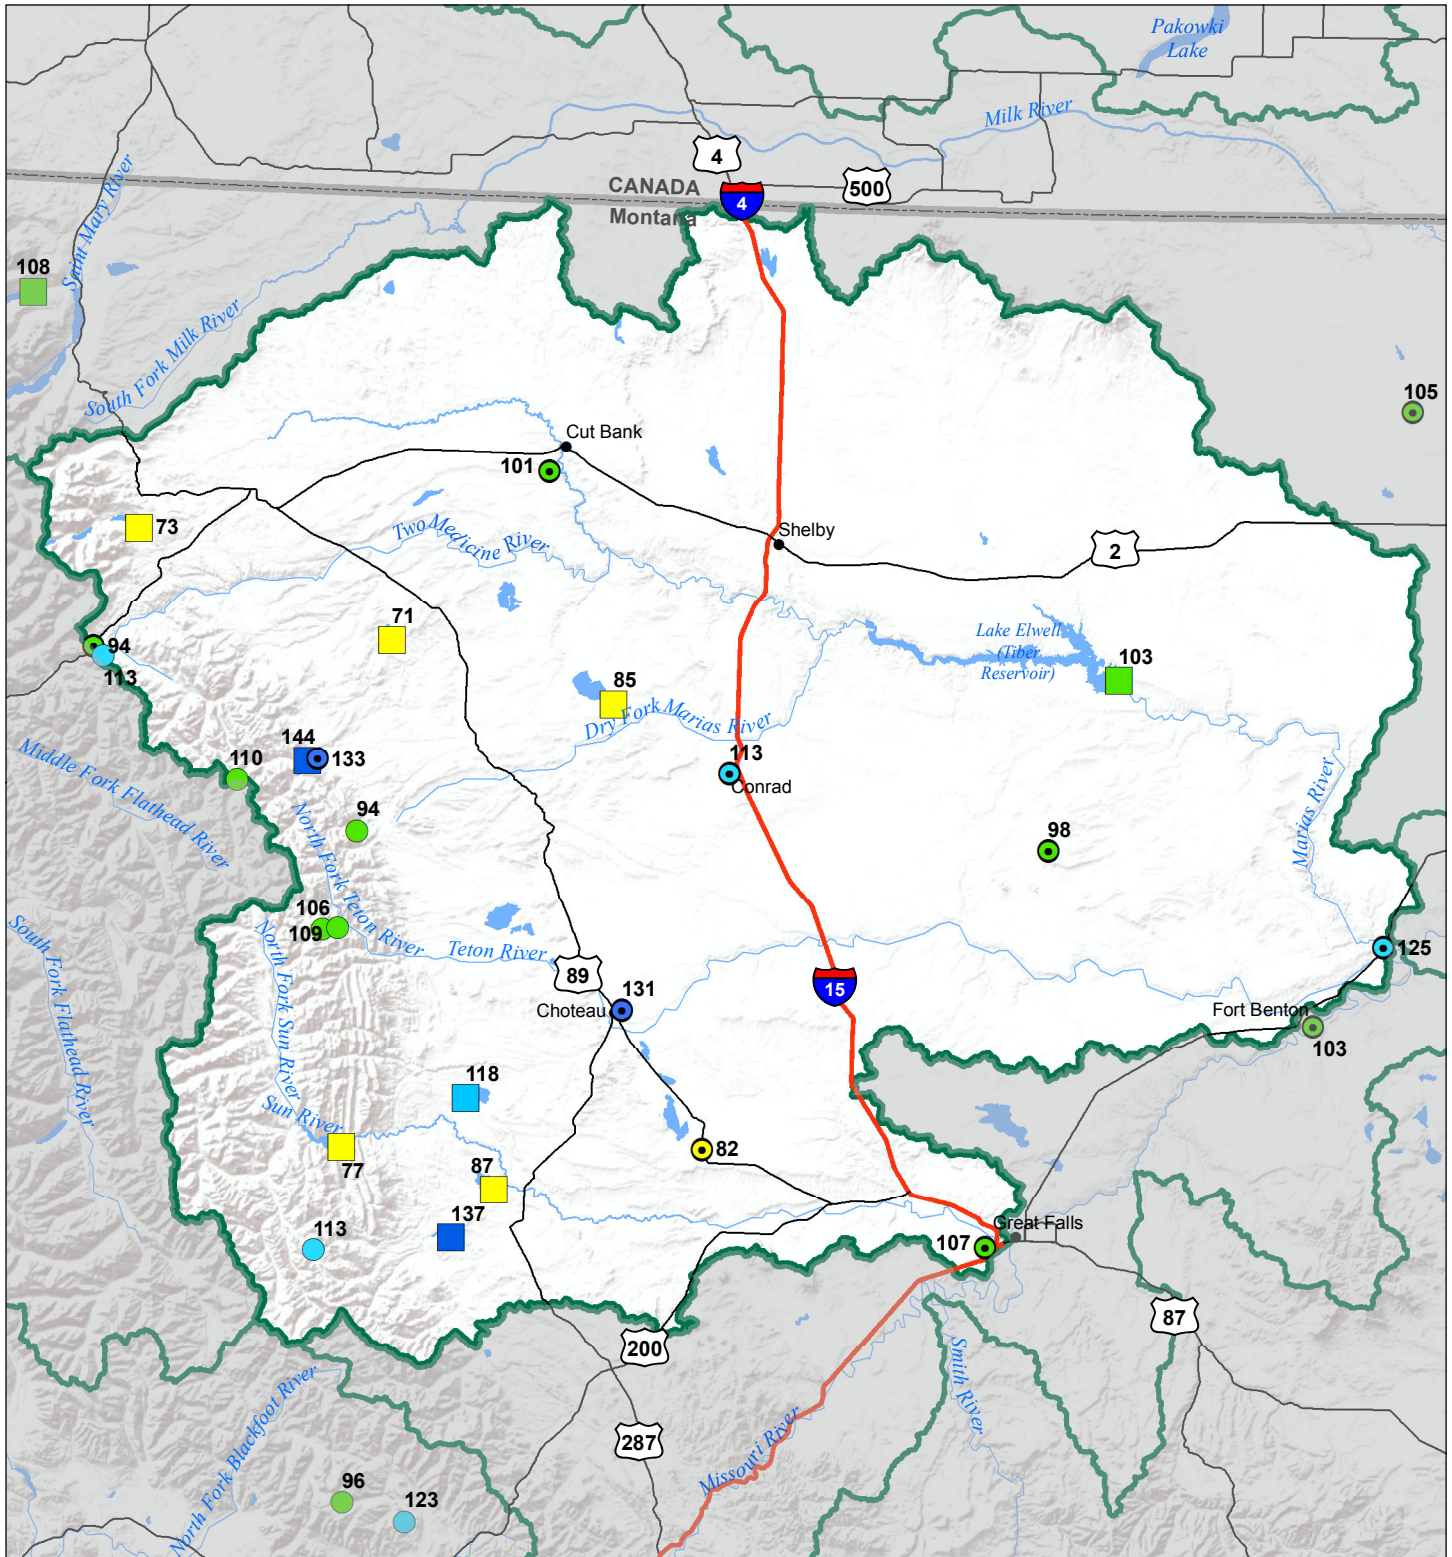 Pakowki
Lake
Milk River
4
CANADA
500
4
Montana
Saint Mary River
108
South Fork Milk River
105
Cut Bank
101
73
Two Medicine River
Shelby
2
71
94
113
Lake Elwell
(Tiber
Reservoir)
103
85
Dry Fork Marias River
144
133
110
113
Conrad
Middle Fork Flathead River
North Fork Teton River
94
98
Marias River
106
109
South Fork Flathead River
North Fork Sun River
Teton River
89
125
15
131
Choteau
Fort Benton
103
118
Sun River
77
82
87
137
113
Great Falls
107
200
87
Smith River
287
Missouri River
North Fork Blackfoot River
96
123